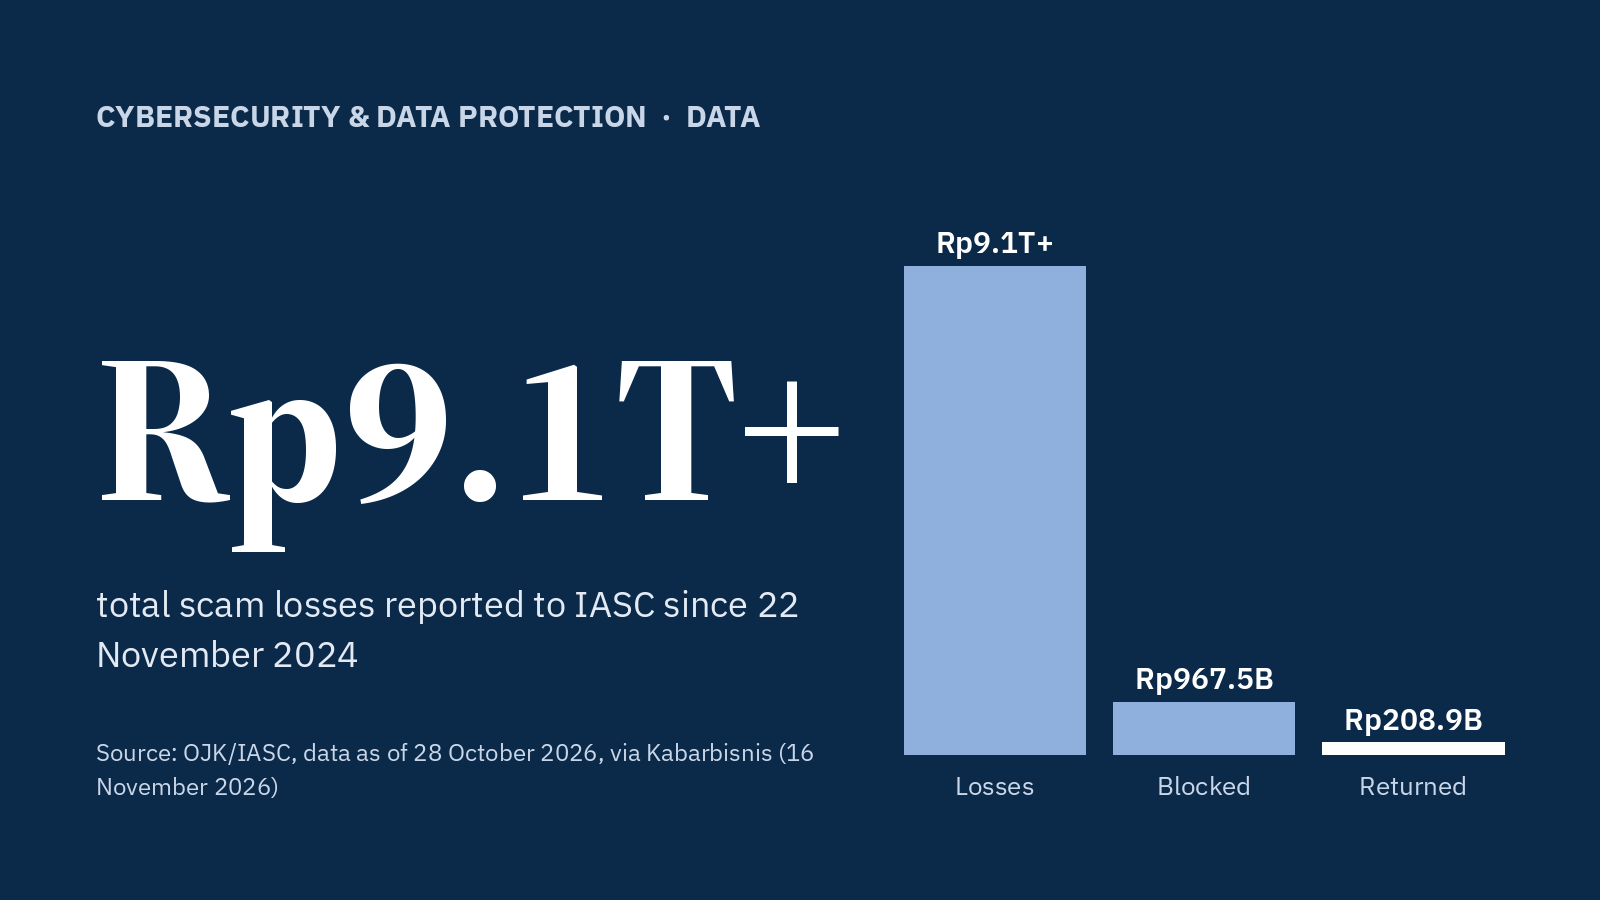 CYBERSECURITY & DATA PROTECTION · DATA
Rp9.1T+
total scam losses reported to IASC since 22
November 2024
Source: OJK/IASC, data as of 28 October 2026, via Kabarbisnis (16
November 2026)
Rp9.1T+
Rp967.5B
Rp208.9B
Losses
Blocked
Returned